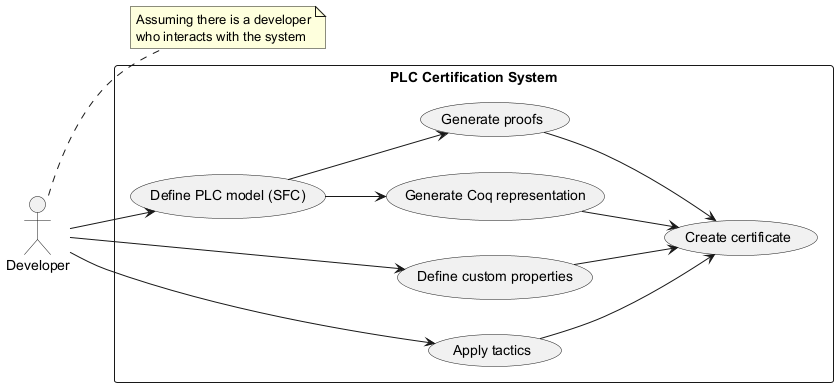 Assuming there is a developer
who interacts with the system
PLC Certification System
Generate proofs
Define PLC model (SFC)
Generate Coq representation
Create certificate
Developer
Define custom properties
Apply tactics